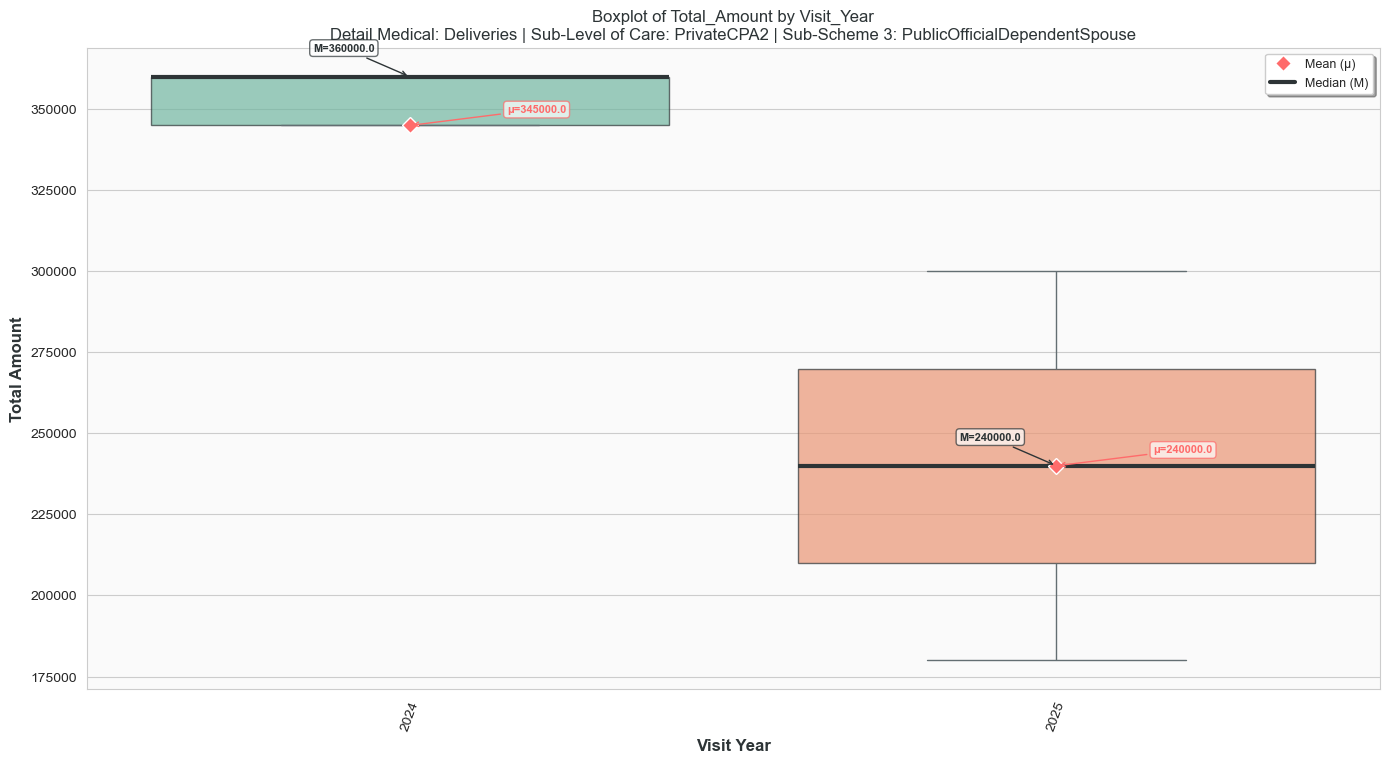 Boxplot of Total_Amount by Visit_Year
Detail Medical: Deliveries | Sub-Level of Care: PrivateCPA2 | Sub-Scheme 3: PublicOfficialDependentSpouse
M=360000.0
Mean (μ)
Median (M)
μ=345000.0
350000
325000
300000
275000
250000
225000
200000
175000
M=240000.0
μ=240000.0
Total Amount
2024
2025
Visit Year